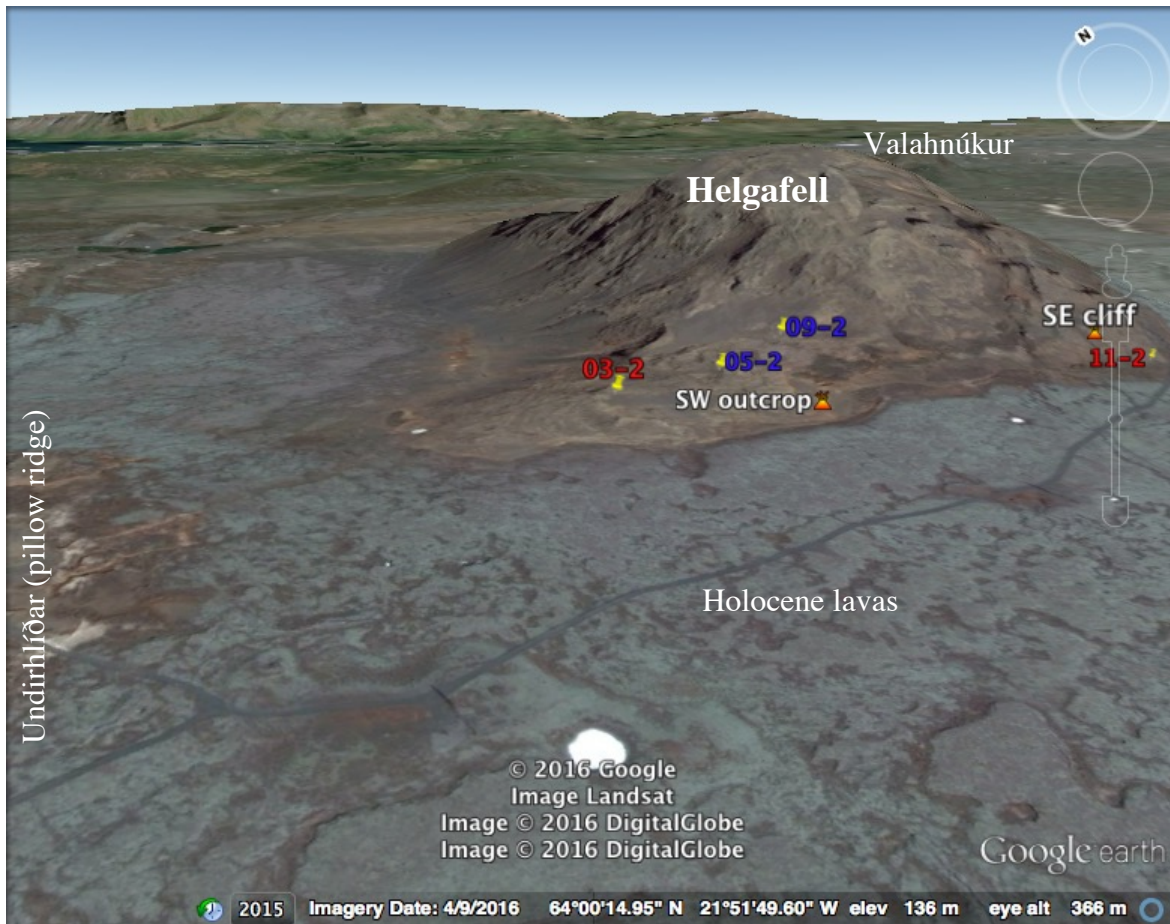 N
Valahnúkur
Helgafell
SE cliff
09-2
11-2
05-2
03-2
SW outcrop
Undirhlíðar (pillow ridge)
Holocene lavas
© 2016 Google
Image Landsat
Image © 2016 DigitalGlobe
Image © 2016 DigitalGlobe
Google earth
2015 Imagery Date: 4/9/2016 64°00'14.95" N 21°51'49.60" W elev 136 m eye alt 366 m